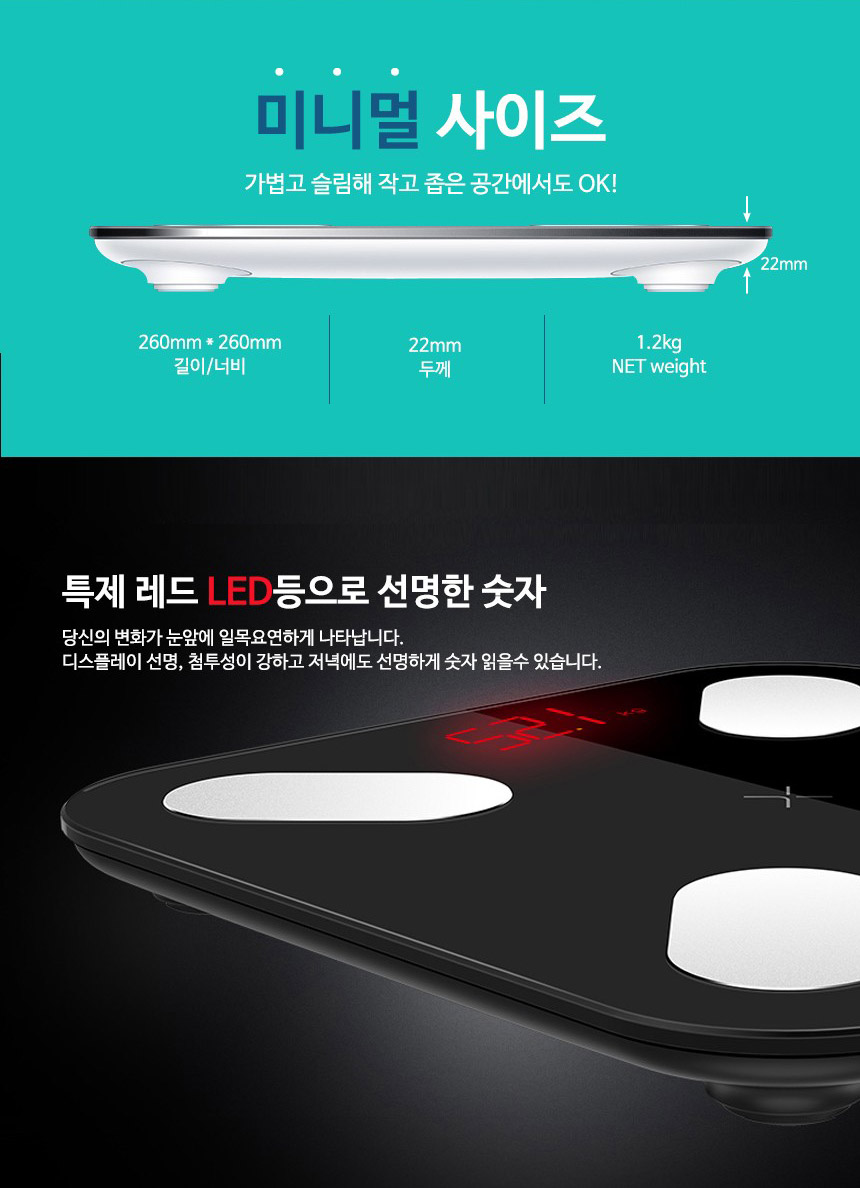 미니멀 사이즈
가볍고 슬림해 작고 좁은 공간에서도 OK!
22mm
260mm * 260mm
길이/너비
22mm
두께
1.2kg
NET weight
특제 레드 LED등으로 선명한 숫자
당신의 변화가 눈앞에 일목요연하게 나타납니다.
디스플레이 선명, 첨투성이 강하고 저녁에도 선명하게 숫자 읽을수 있습니다.
52.1 KG